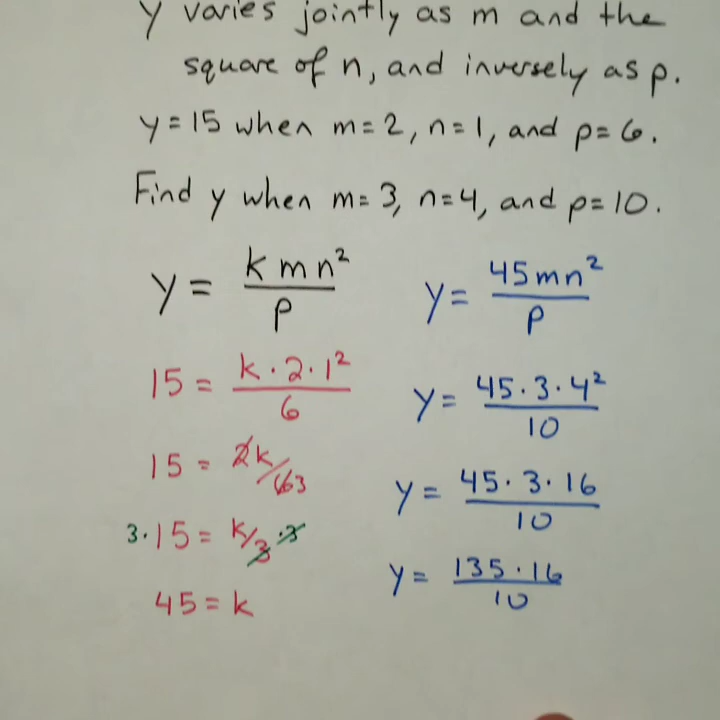 y varies jointly as m and the
square of n, and inversely as p.
y=15 when m=2, n=1, and p=6.
Find y when m=3, n=4, and p=10.
y = kmn²/p
15 = k·2·1²/6
15 = 2k/63
3·15 = k/3·3
45=k
y= 45mn²/p
y= 45·3·4²/10
y= 45·3·16/10
y= 135·16/10